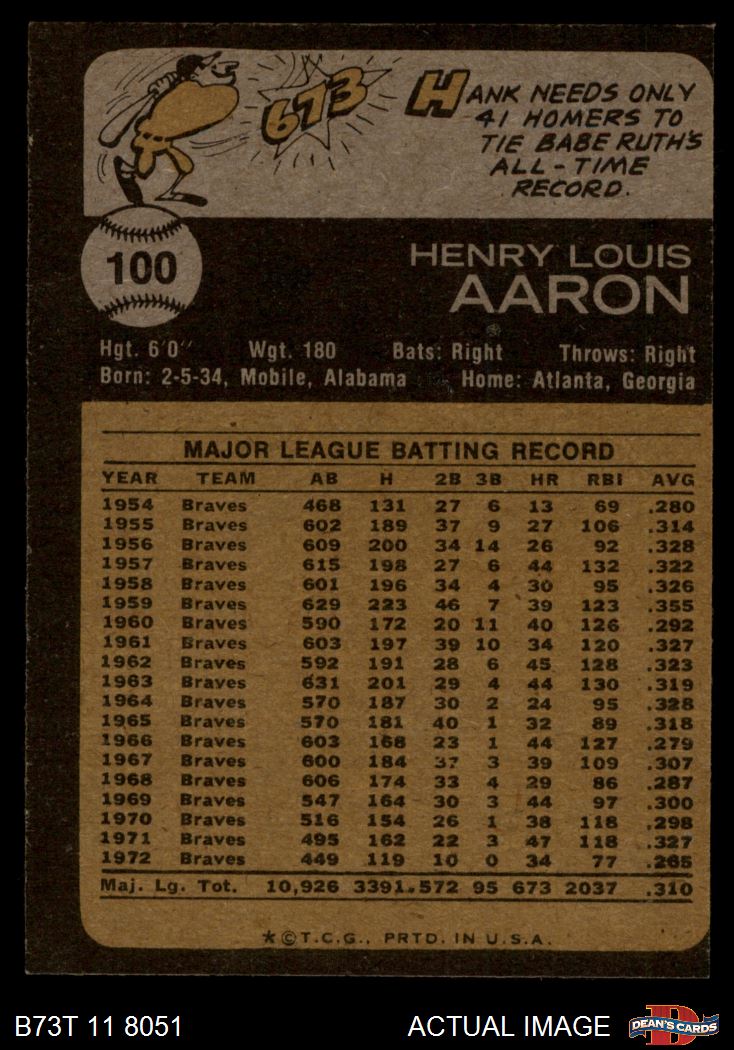 673
HANK NEEDS ONLY
41 HOMERS TO
TIE BABE RUTH'S
ALL-TIME
RECORD.
100
HENRY LOUIS
AARON
Hgt. 6'0" Wgt. 180 Bats: Right Throws: Right
Born: 2-5-34, Mobile, Alabama Home: Atlanta, Georgia
MAJOR LEAGUE BATTING RECORD
YEAR TEAM AB H 2B 3B HR RBI AVG
1954 Braves 468 131 27 6 13 69 .280
1955 Braves 602 189 37 9 27 106 .314
1956 Braves 609 200 34 14 26 92 .328
1957 Braves 615 198 27 6 44 132 .322
1958 Braves 601 196 34 4 30 95 .326
1959 Braves 629 223 46 7 39 123 .355
1960 Braves 590 172 20 11 40 126 .292
1961 Braves 603 197 39 10 34 120 .327
1962 Braves 592 191 28 6 45 128 .323
1963 Braves 631 201 29 4 44 130 .319
1964 Braves 570 187 30 2 24 95 .328
1965 Braves 570 181 40 1 32 89 .318
1966 Braves 603 168 23 1 44 127 .279
1967 Braves 600 184 37 3 39 109 .307
1968 Braves 606 174 33 4 29 86 .287
1969 Braves 547 164 30 3 44 97 .300
1970 Braves 516 154 26 1 38 118 .298
1971 Braves 495 162 22 3 47 118 .327
1972 Braves 449 119 10 0 34 77 .265
Maj. Lg. Tot. 10,926 3391 572 95 673 2037 .310
*©T.C.G., PRTD. IN U.S.A.
B73T 11 8051 ACTUAL IMAGE D DEAN'S CARDS